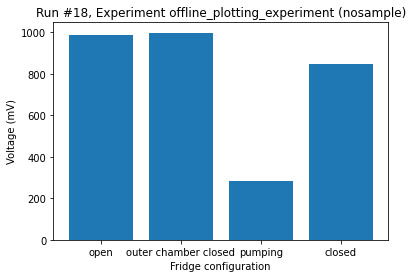 Run #18, Experiment offline_plotting_experiment (nosample)
1000
800
600
400
200
0
Voltage (mV)
open outer chamber closed pumping closed
Fridge configuration